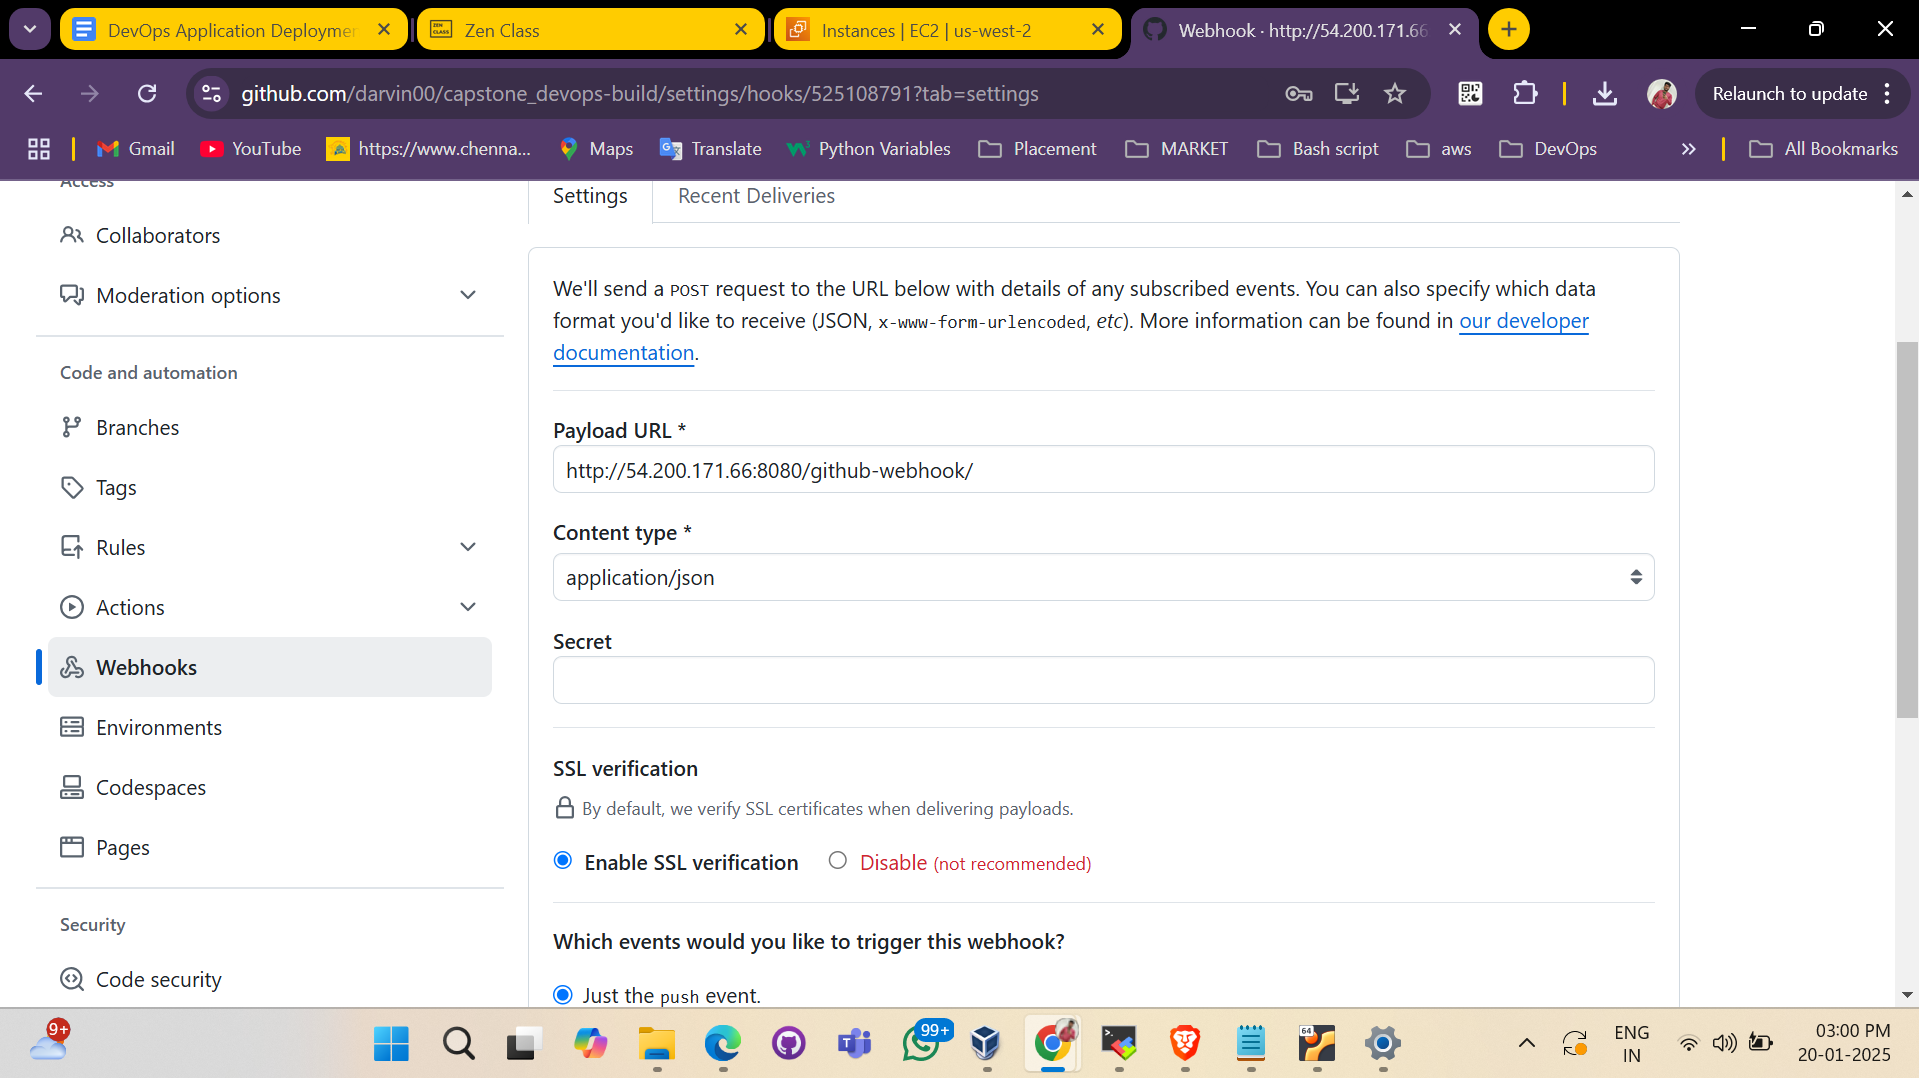 DevOps Application Deploymen
Zen Class
Instances | EC2 | us-west-2
Webhook · http://54.200.171.66
github.com/darvin00/capstone_devops-build/settings/hooks/525108791?tab=settings
Relaunch to update
Gmail
YouTube
https://www.chenna...
Maps
Translate
Python Variables
Placement
MARKET
Bash script
aws
DevOps
All Bookmarks
Access
Collaborators
Moderation options
Code and automation
Branches
Tags
Rules
Actions
Webhooks
Environments
Codespaces
Pages
Security
Code security
Settings
Recent Deliveries
We'll send a POST request to the URL below with details of any subscribed events. You can also specify which data
format you'd like to receive (JSON, x-www-form-urlencoded, etc). More information can be found in our developer
documentation.
Payload URL *
http://54.200.171.66:8080/github-webhook/
Content type *
application/json
Secret
SSL verification
By default, we verify SSL certificates when delivering payloads.
Enable SSL verification
Disable (not recommended)
Which events would you like to trigger this webhook?
Just the push event.
9+
99+
64
ENG
IN
03:00 PM
20-01-2025